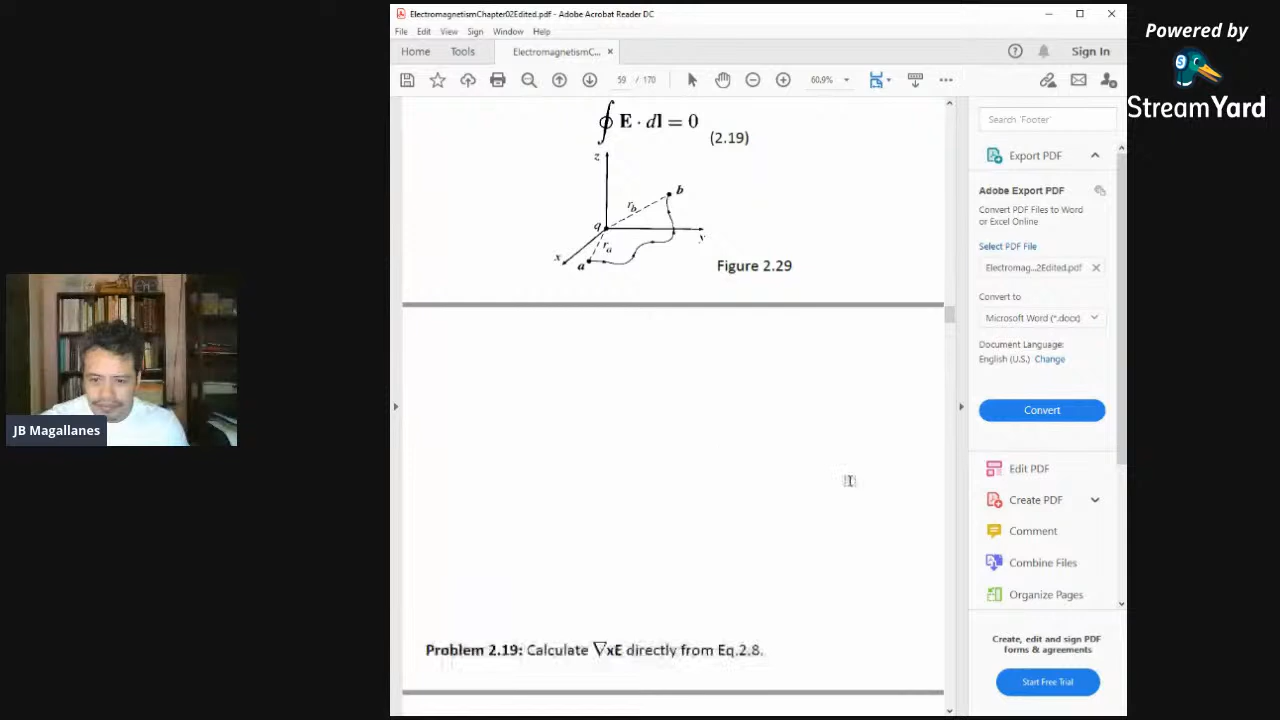 ElectromagnetismChapter02Edited.pdf - Adobe Acrobat Reader DC
File Edit View Sign Window Help
Home Tools ElectromagnetismC... × Sign In
59 / 170 60.9%
∮ E · dl = 0
(2.19)
z
b
r_b
q
y
r_a
x
a
Figure 2.29
Problem 2.19: Calculate ∇xE directly from Eq.2.8.
Search 'Footer'
Export PDF
Adobe Export PDF
Convert PDF Files to Word
or Excel Online
Select PDF File
Electromag...2Edited.pdf ×
Convert to
Microsoft Word (*.docx)
Document Language:
English (U.S.) Change
Convert
Edit PDF
Create PDF
Comment
Combine Files
Organize Pages
Convert, edit and sign PDF
forms & agreements
Start Free Trial
JB Magallanes
Powered by
S
StreamYard